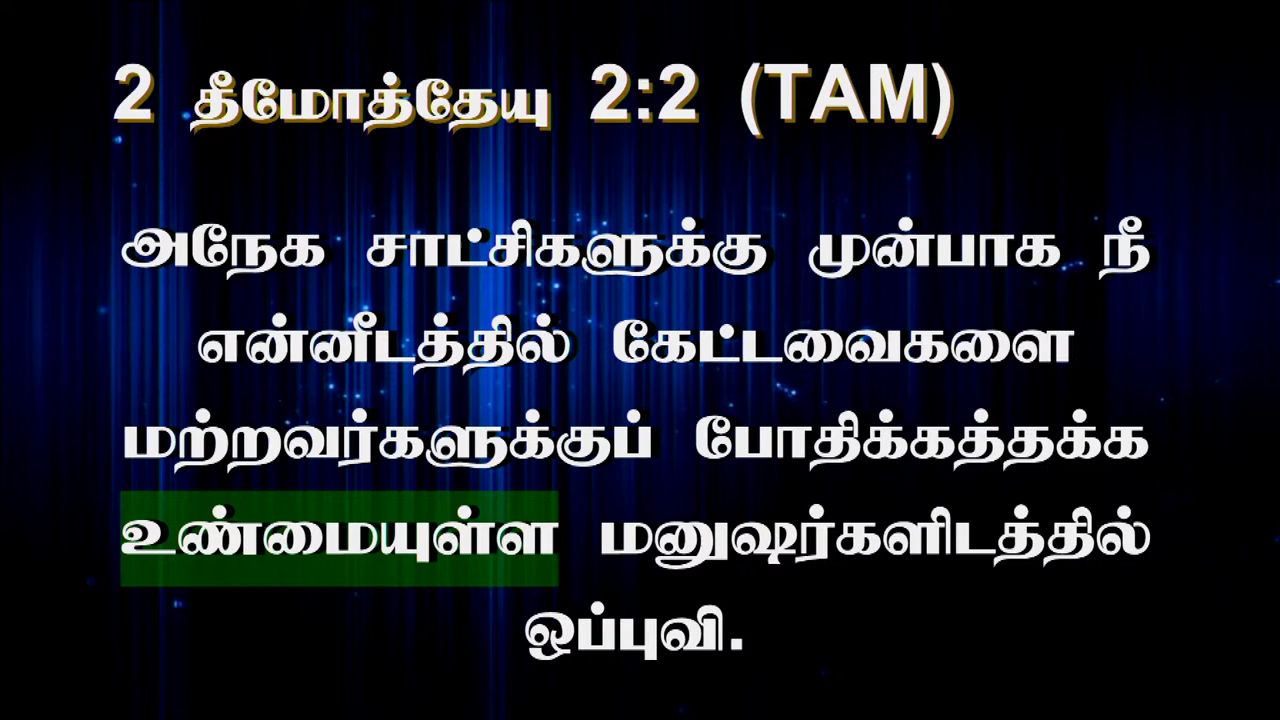 2 தீமோத்தேயு 2:2 (TAM)
அநேக சாட்சிகளுக்கு முன்பாக நீ
என்னீடத்தில் கேட்டவைகளை
மற்றவர்களுக்குப் போதிக்கத்தக்க
உண்மையுள்ள மனுஷர்களிடத்தில்
ஒப்புவி.